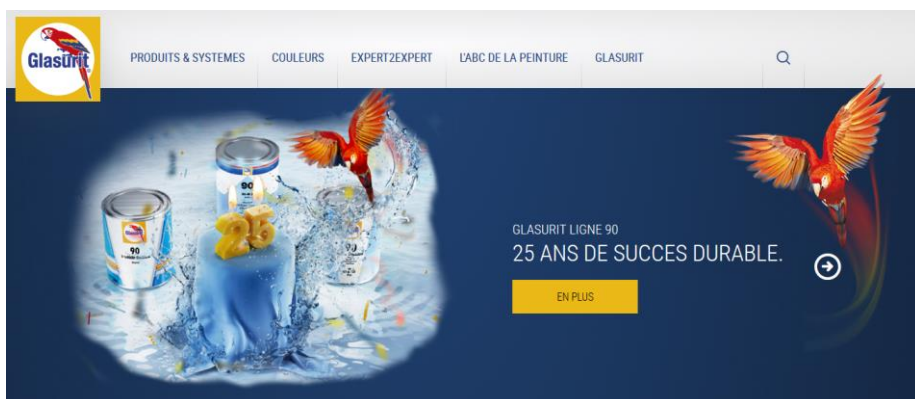 Glasurit
PRODUITS & SYSTEMES COULEURS EXPERT2EXPERT L'ABC DE LA PEINTURE GLASURIT
90
90
90
25
GLASURIT LIGNE 90
25 ANS DE SUCCES DURABLE.
EN PLUS